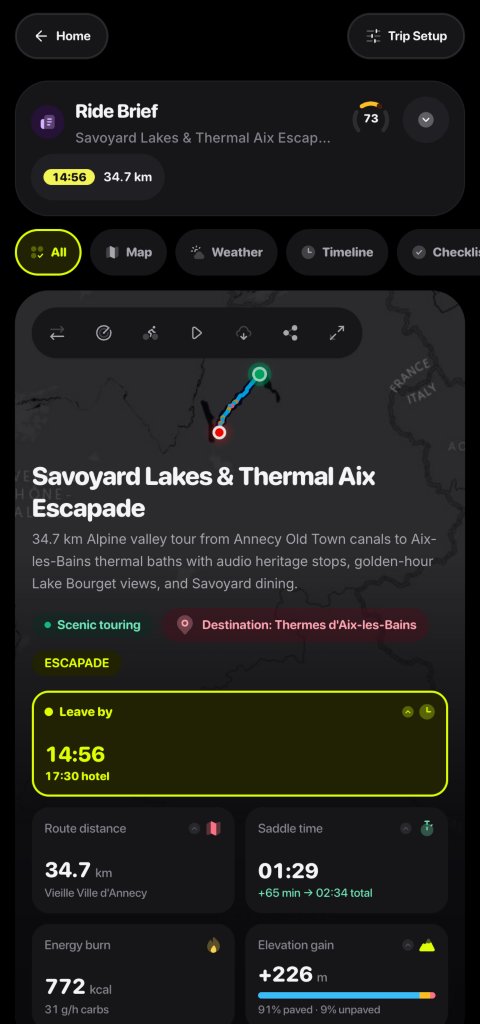 Home
Trip Setup
Ride Brief
Savoyard Lakes & Thermal Aix Escap...
73
14:56 34.7 km
All
Map
Weather
Timeline
Checklis
FRANCE
ITALY
Savoyard Lakes & Thermal Aix
Escapade
34.7 km Alpine valley tour from Annecy Old Town canals to Aix-
les-Bains thermal baths with audio heritage stops, golden-hour
Lake Bourget views, and Savoyard dining.
Scenic touring
Destination: Thermes d'Aix-les-Bains
ESCAPADE
Leave by
14:56
17:30 hotel
Route distance
34.7 km
Vieille Ville d'Annecy
Saddle time
01:29
+65 min → 02:34 total
Energy burn
772 kcal
31 g/h carbs
Elevation gain
+226 m
91% paved · 9% unpaved